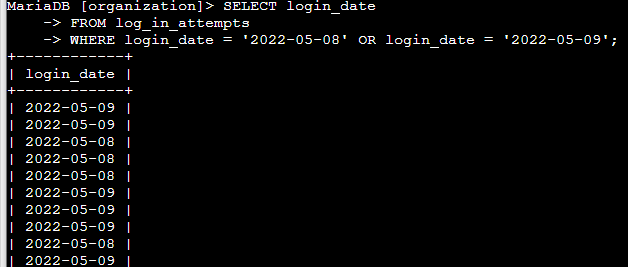 MariaDB [organization]> SELECT login_date
    -> FROM log_in_attempts
    -> WHERE login_date = '2022-05-08' OR login_date = '2022-05-09';
+------------+
| login_date |
+------------+
| 2022-05-09 |
| 2022-05-09 |
| 2022-05-08 |
| 2022-05-08 |
| 2022-05-08 |
| 2022-05-09 |
| 2022-05-09 |
| 2022-05-09 |
| 2022-05-08 |
| 2022-05-09 |